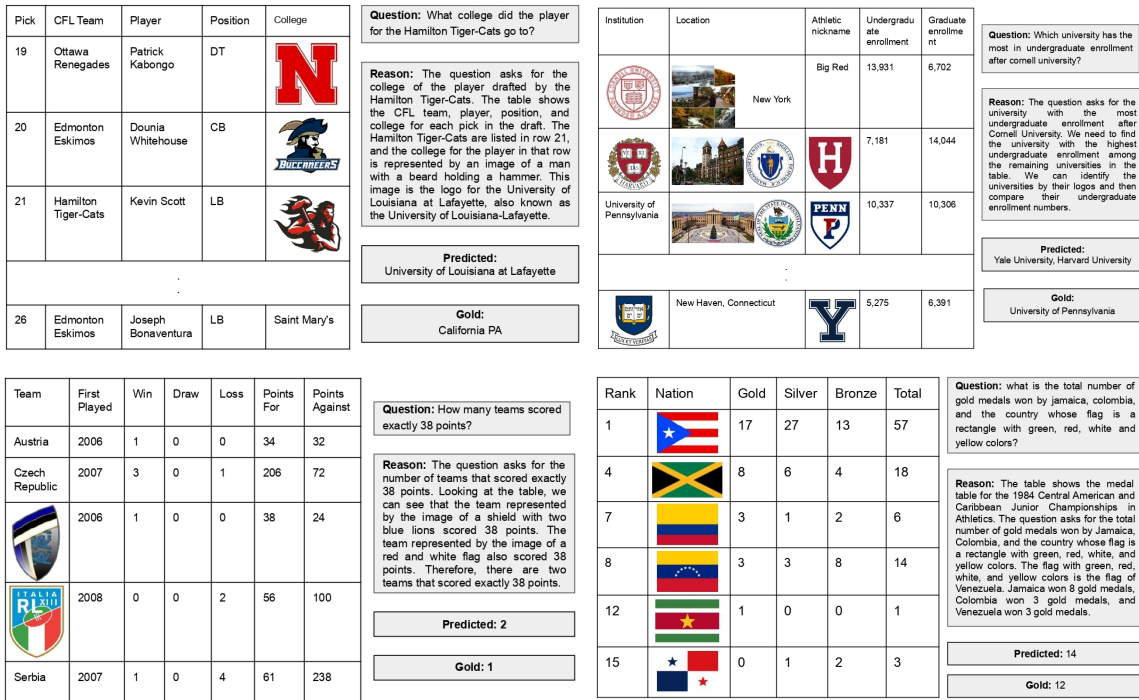 Pick CFL Team Player Position College
19 Ottawa Renegades Patrick Kabongo DT N
20 Edmonton Eskimos Dounia Whitehouse CB BUCCANEERS
21 Hamilton Tiger-Cats Kevin Scott LB
.
.
26 Edmonton Eskimos Joseph Bonaventura LB Saint Mary's
Question: What college did the player
for the Hamilton Tiger-Cats go to?
Reason: The question asks for the
college of the player drafted by the
Hamilton Tiger-Cats. The table shows
the CFL team, player, position, and
college for each pick in the draft. The
Hamilton Tiger-Cats are listed in row 21,
and the college for the player in that row
is represented by an image of a man
with a beard holding a hammer. This
image is the logo for the University of
Louisiana at Lafayette, also known as
the University of Louisiana-Lafayette.
Predicted:
University of Louisiana at Lafayette
Gold:
California PA
Institution Location Athletic nickname Undergradu ate enrollment Graduate enrollme nt
New York Big Red 13,931 6,702
HARVARD H 7,181 14,044
University of Pennsylvania PENN P 10,337 10,306
.
.
New Haven, Connecticut Y 5,275 6,391
Question: Which university has the
most in undergraduate enrollment
after cornell university?
Reason: The question asks for the
university with the most
undergraduate enrollment after
Cornell University. We need to find
the university with the highest
undergraduate enrollment among
the remaining universities in the
table. We can identify the
universities by their logos and then
compare their undergraduate
enrollment numbers.
Predicted:
Yale University, Harvard University
Gold:
University of Pennsylvania
Team First Played Win Draw Loss Points For Points Against
Austria 2006 1 0 0 34 32
Czech Republic 2007 3 0 1 206 72
2006 1 0 0 38 24
ITALIA RL XIII 2008 0 0 2 56 100
Serbia 2007 1 0 4 61 238
Question: How many teams scored
exactly 38 points?
Reason: The question asks for the
number of teams that scored exactly
38 points. Looking at the table, we
can see that the team represented
by the image of a shield with two
blue lions scored 38 points. The
team represented by the image of a
red and white flag also scored 38
points. Therefore, there are two
teams that scored exactly 38 points.
Predicted: 2
Gold: 1
Rank Nation Gold Silver Bronze Total
1 17 27 13 57
4 8 6 4 18
7 3 1 2 6
8 3 3 8 14
12 1 0 0 1
15 0 1 2 3
Question: what is the total number of
gold medals won by jamaica, colombia,
and the country whose flag is a
rectangle with green, red, white and
yellow colors?
Reason: The table shows the medal
table for the 1984 Central American and
Caribbean Junior Championships in
Athletics. The question asks for the total
number of gold medals won by Jamaica,
Colombia, and the country whose flag is
a rectangle with green, red, white, and
yellow colors. The flag with green, red,
white, and yellow colors is the flag of
Venezuela. Jamaica won 8 gold medals,
Colombia won 3 gold medals, and
Venezuela won 3 gold medals.
Predicted: 14
Gold: 12